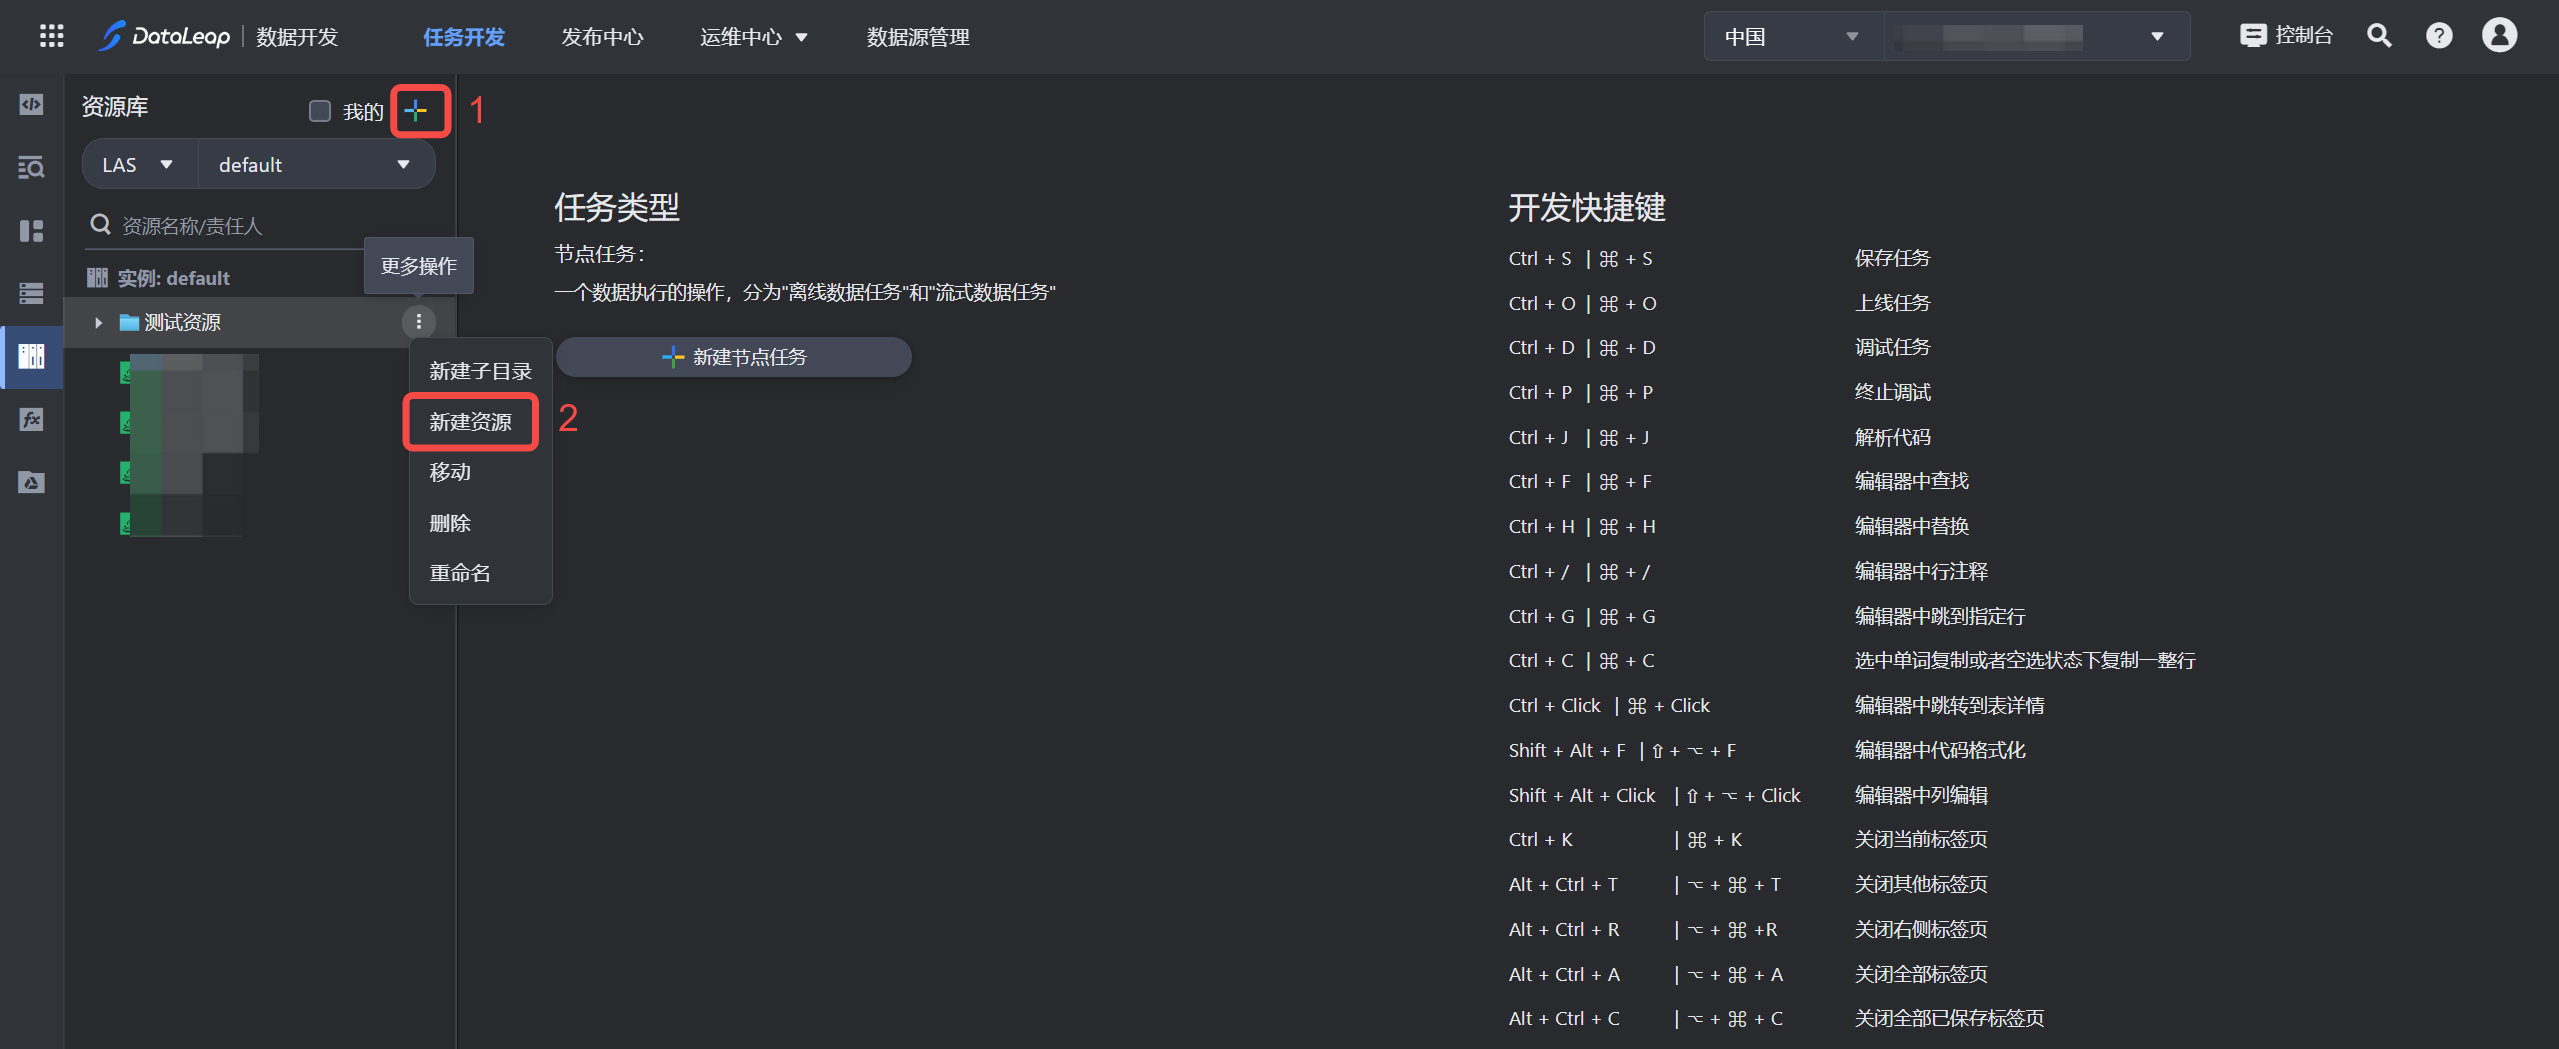 DataLeap 数据开发 任务开发 发布中心 运维中心 数据源管理 中国 控制台
资源库 我的 1
LAS default
资源名称/责任人
更多操作
实例: default
测试资源
新建子目录
新建资源 2
移动
删除
重命名
任务类型
节点任务：
一个数据执行的操作，分为"离线数据任务"和"流式数据任务"
新建节点任务
开发快捷键
Ctrl + S | ⌘ + S 保存任务
Ctrl + O | ⌘ + O 上线任务
Ctrl + D | ⌘ + D 调试任务
Ctrl + P | ⌘ + P 终止调试
Ctrl + J | ⌘ + J 解析代码
Ctrl + F | ⌘ + F 编辑器中查找
Ctrl + H | ⌘ + H 编辑器中替换
Ctrl + / | ⌘ + / 编辑器中行注释
Ctrl + G | ⌘ + G 编辑器中跳到指定行
Ctrl + C | ⌘ + C 选中单词复制或者空选状态下复制一整行
Ctrl + Click | ⌘ + Click 编辑器中跳转到表详情
Shift + Alt + F | ⇧ + ⌥ + F 编辑器中代码格式化
Shift + Alt + Click | ⇧ + ⌥ + Click 编辑器中列编辑
Ctrl + K | ⌘ + K 关闭当前标签页
Alt + Ctrl + T | ⌥ + ⌘ + T 关闭其他标签页
Alt + Ctrl + R | ⌥ + ⌘ +R 关闭右侧标签页
Alt + Ctrl + A | ⌥ + ⌘ + A 关闭全部标签页
Alt + Ctrl + C | ⌥ + ⌘ + C 关闭全部已保存标签页